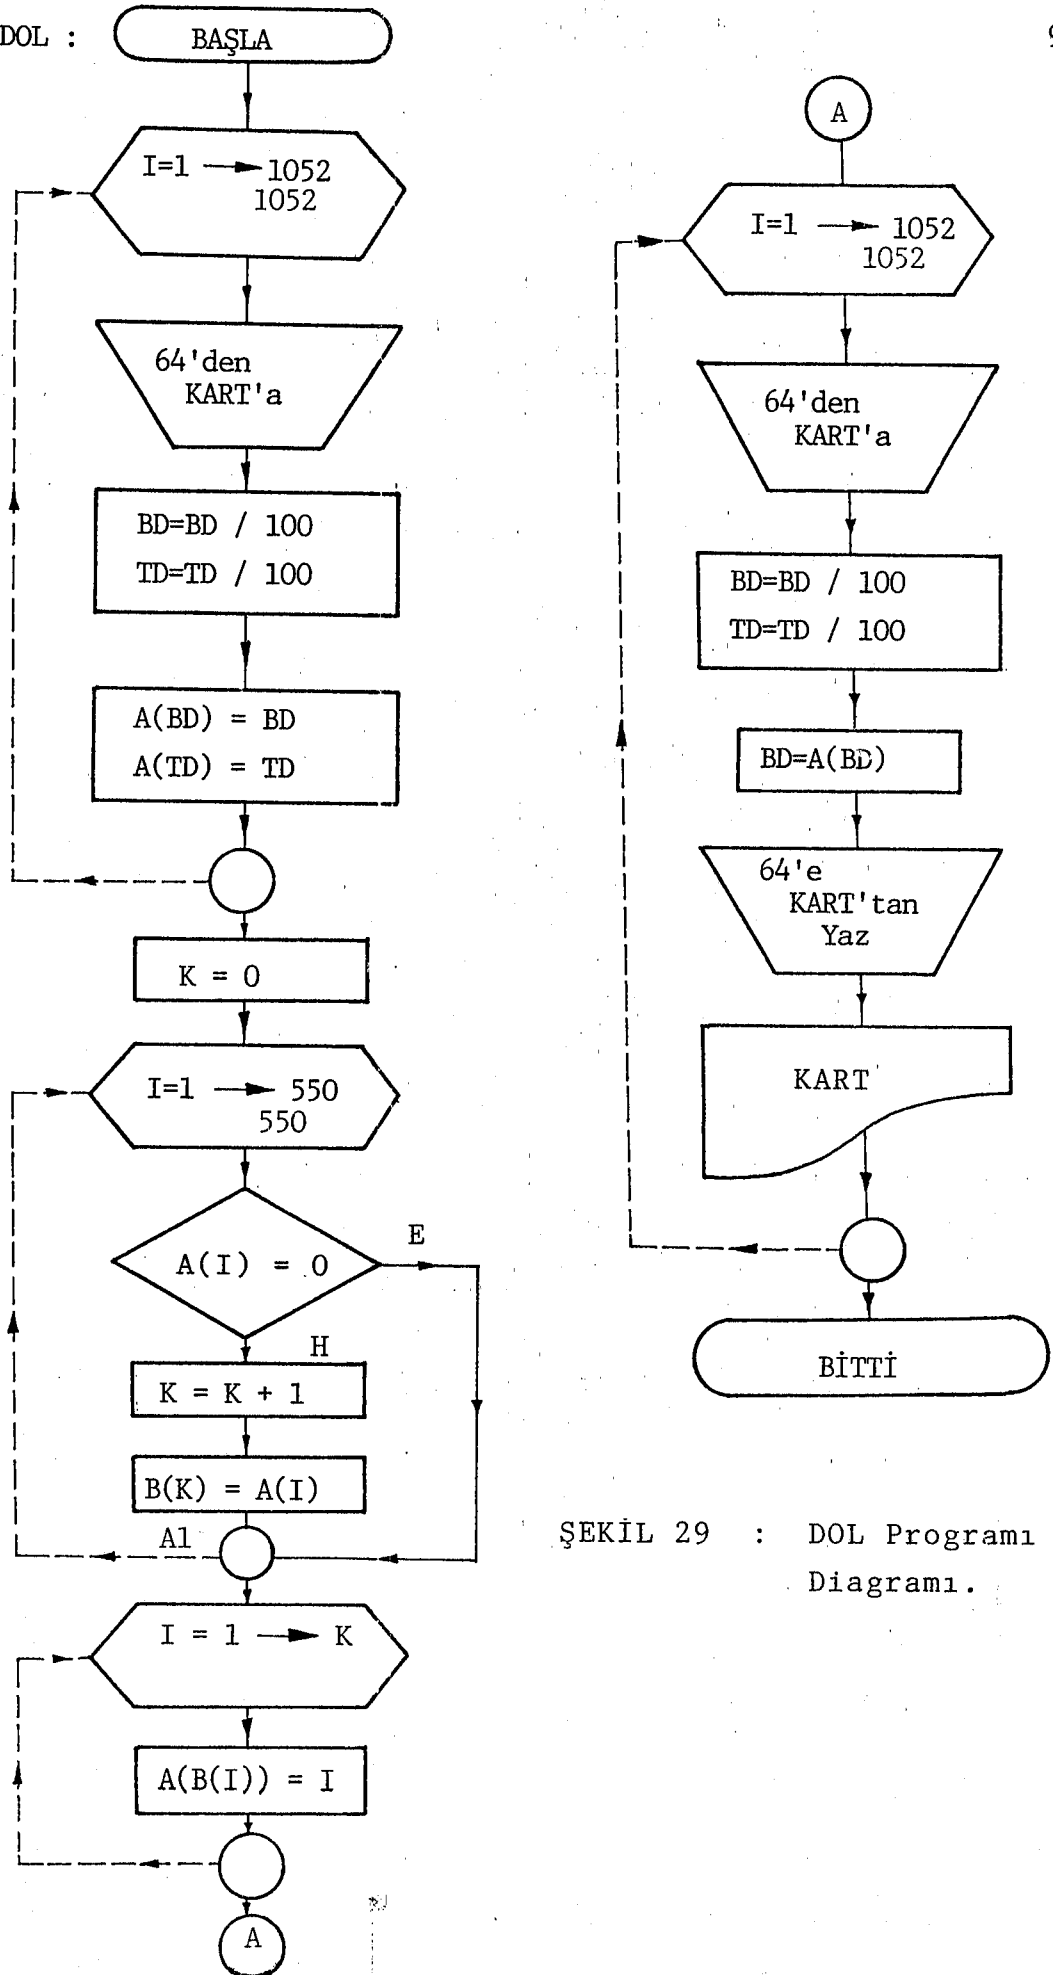 DOL :
BAŞLA
I=1 → 1052
1052
64'den
KART'a
BD=BD / 100
TD=TD / 100
A(BD) = BD
A(TD) = TD
K = 0
I=1 → 550
550
A(I) = 0
E
H
K = K + 1
B(K) = A(I)
A1
I = 1 → K
A(B(I)) = I
A
A
I=1 → 1052
1052
64'den
KART'a
BD=BD / 100
TD=TD / 100
BD=A(BD)
64'e
KART'tan
Yaz
KART
BİTTİ
ŞEKİL 29 : DOL Programı
Diagramı.